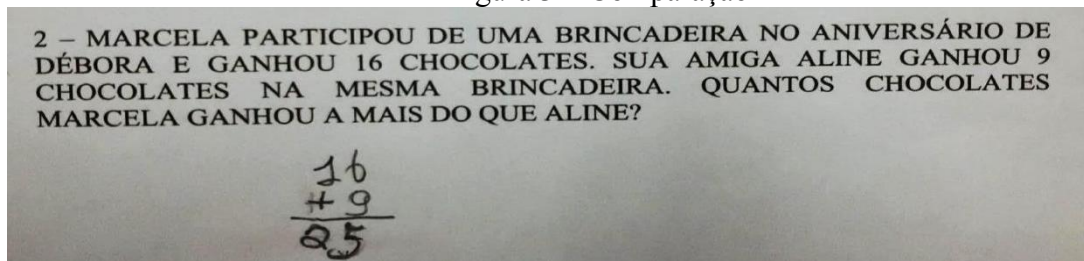 2 – MARCELA PARTICIPOU DE UMA BRINCADEIRA NO ANIVERSÁRIO DE
DÉBORA E GANHOU 16 CHOCOLATES. SUA AMIGA ALINE GANHOU 9
CHOCOLATES NA MESMA BRINCADEIRA. QUANTOS CHOCOLATES
MARCELA GANHOU A MAIS DO QUE ALINE?
16
+ 9
25